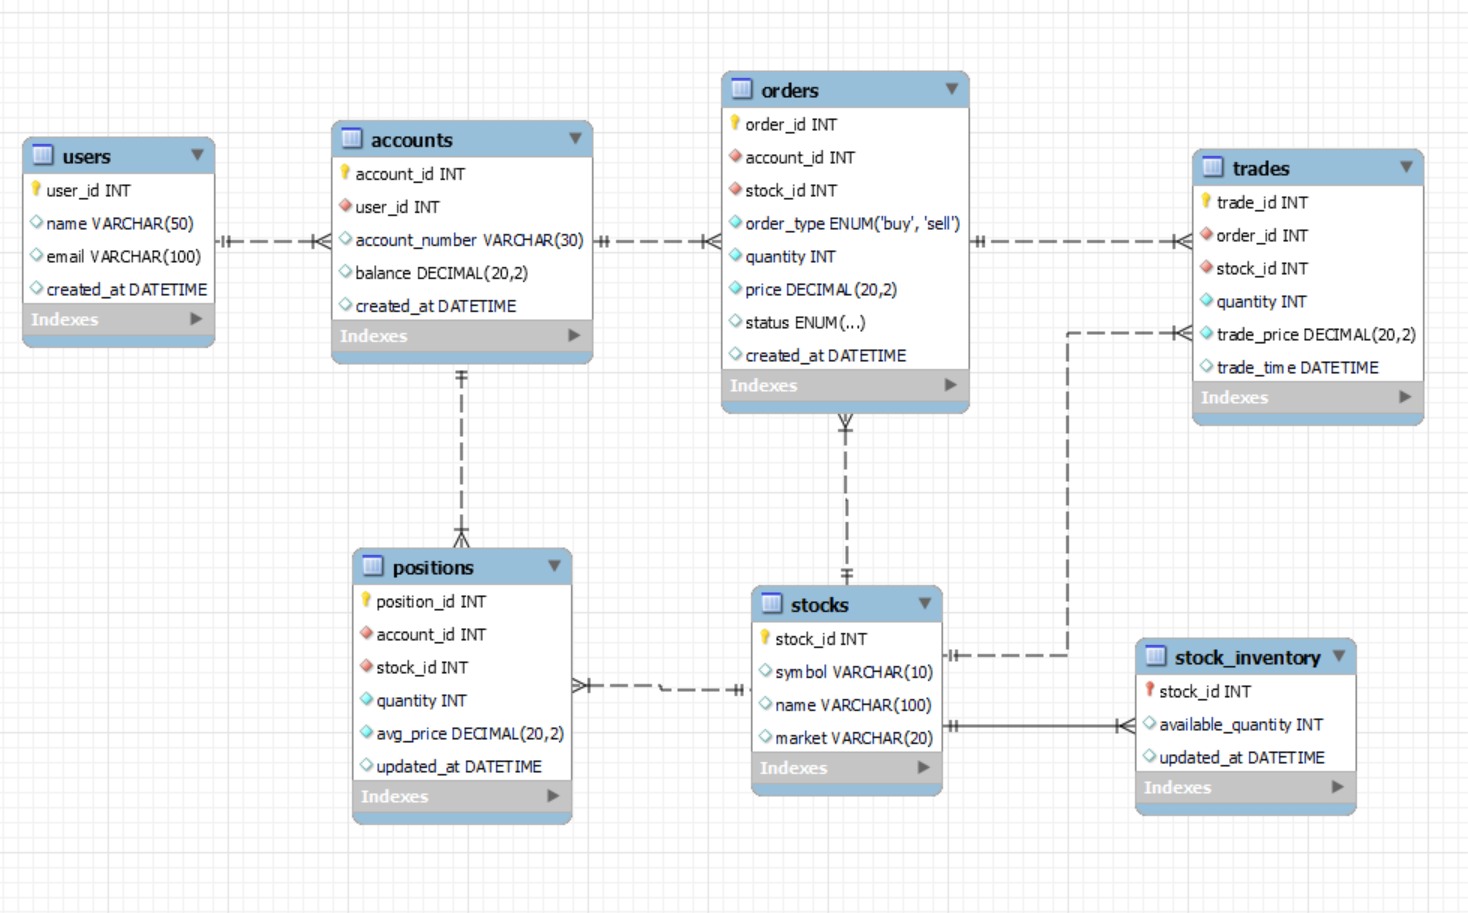 users
user_id INT
name VARCHAR(50)
email VARCHAR(100)
created_at DATETIME
Indexes
accounts
account_id INT
user_id INT
account_number VARCHAR(30)
balance DECIMAL(20,2)
created_at DATETIME
Indexes
orders
order_id INT
account_id INT
stock_id INT
order_type ENUM('buy', 'sell')
quantity INT
price DECIMAL(20,2)
status ENUM(...)
created_at DATETIME
Indexes
trades
trade_id INT
order_id INT
stock_id INT
quantity INT
trade_price DECIMAL(20,2)
trade_time DATETIME
Indexes
positions
position_id INT
account_id INT
stock_id INT
quantity INT
avg_price DECIMAL(20,2)
updated_at DATETIME
Indexes
stocks
stock_id INT
symbol VARCHAR(10)
name VARCHAR(100)
market VARCHAR(20)
Indexes
stock_inventory
stock_id INT
available_quantity INT
updated_at DATETIME
Indexes